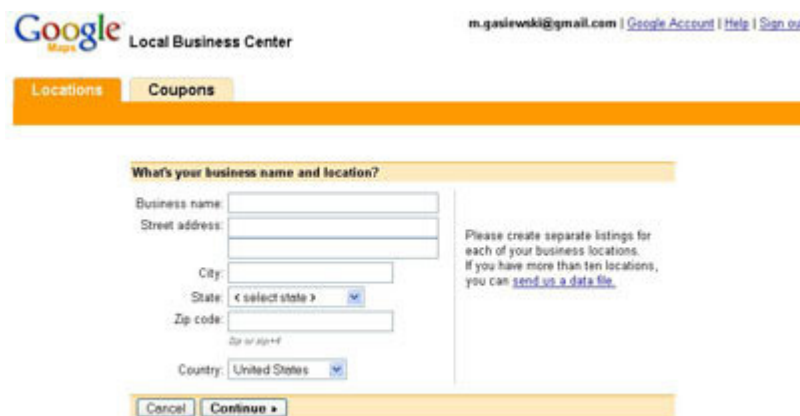 Google Maps Local Business Center
m.gasiewski@gmail.com | Google Account | Help | Sign ou
Locations Coupons
What's your business name and location?
Business name:
Street address:
City:
State: < select state >
Zip code:
Zip or zip+4
Country: United States
Please create separate listings for
each of your business locations.
If you have more than ten locations,
you can send us a data file.
Cancel Continue »